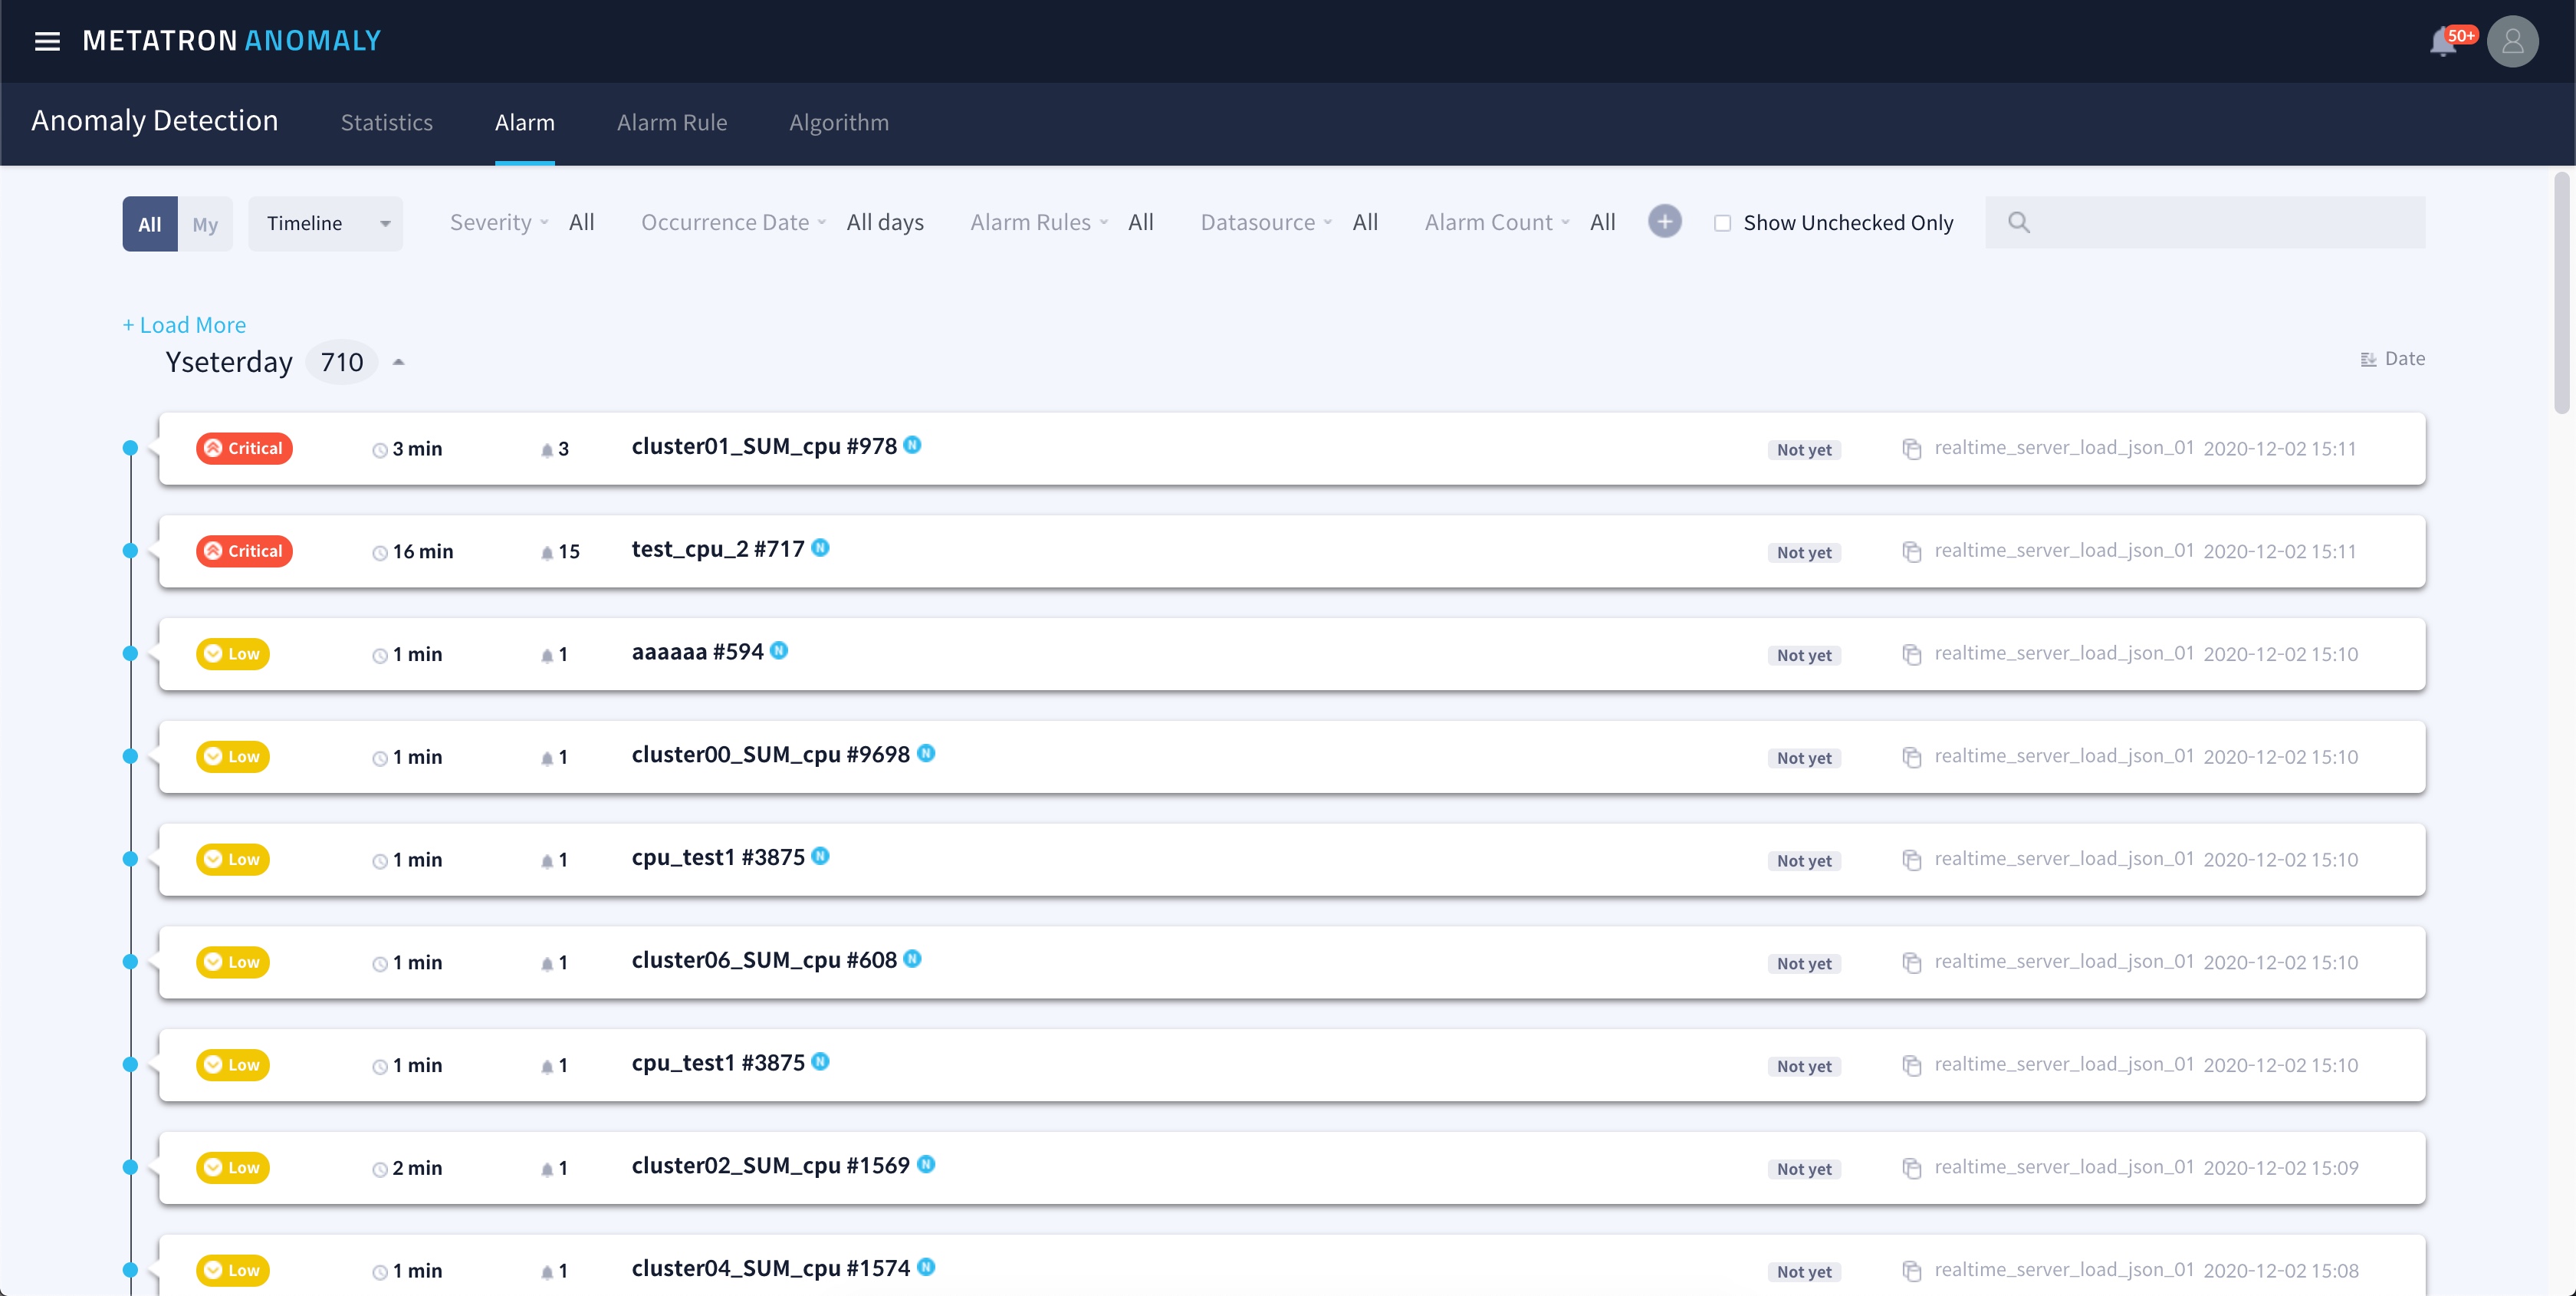 METATRON ANOMALY
50+
Anomaly Detection Statistics Alarm Alarm Rule Algorithm
All My Timeline Severity All Occurrence Date All days Alarm Rules All Datasource All Alarm Count All + Show Unchecked Only
+ Load More
Yseterday 710 Date
Critical 3 min 3 cluster01_SUM_cpu #978 N Not yet realtime_server_load_json_01 2020-12-02 15:11
Critical 16 min 15 test_cpu_2 #717 N Not yet realtime_server_load_json_01 2020-12-02 15:11
Low 1 min 1 aaaaaa #594 N Not yet realtime_server_load_json_01 2020-12-02 15:10
Low 1 min 1 cluster00_SUM_cpu #9698 N Not yet realtime_server_load_json_01 2020-12-02 15:10
Low 1 min 1 cpu_test1 #3875 N Not yet realtime_server_load_json_01 2020-12-02 15:10
Low 1 min 1 cluster06_SUM_cpu #608 N Not yet realtime_server_load_json_01 2020-12-02 15:10
Low 1 min 1 cpu_test1 #3875 N Not yet realtime_server_load_json_01 2020-12-02 15:10
Low 2 min 1 cluster02_SUM_cpu #1569 N Not yet realtime_server_load_json_01 2020-12-02 15:09
Low 1 min 1 cluster04_SUM_cpu #1574 N Not yet realtime_server_load_json_01 2020-12-02 15:08